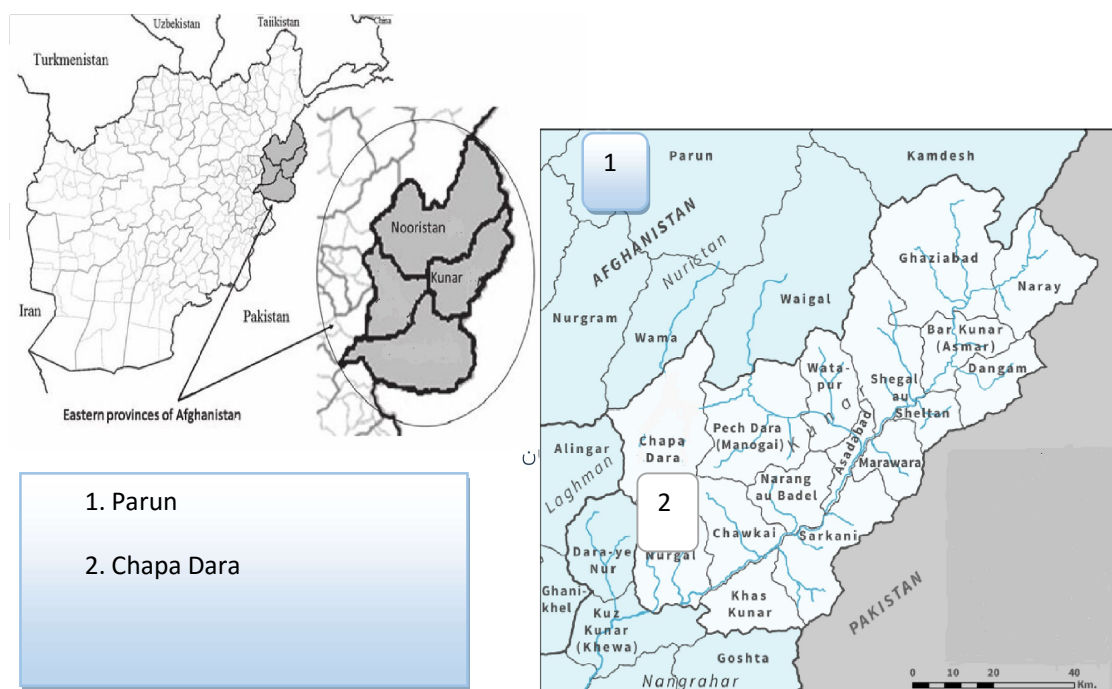 Uzbekistan
Tajikistan
China
Turkmenistan
Iran
Pakistan
Nooristan
Kunar
Eastern provinces of Afghanistan
1. Parun
2. Chapa Dara
1
Parun
Kamdesh
AFGHANISTAN
Nuristan
Ghaziabad
Naray
Nurgram
Waigal
Wama
Bar Kunar
(Asmar)
Dangam
Wata-
pur
Shegal
au
Sheltan
Kuna
Chapa
Dara
Pech Dara
(Manogai)
Asadabad
Alingar
Laghman
Marawara
Narang
au Badel
2
Chawkai
Sarkani
Dara-ye
Nur
Nurgal
Ghani-
khel
Khas
Kunar
Kuz
Kunar
(Khewa)
PAKISTAN
Goshta
Nangrahar
0 10 20 40
Km.